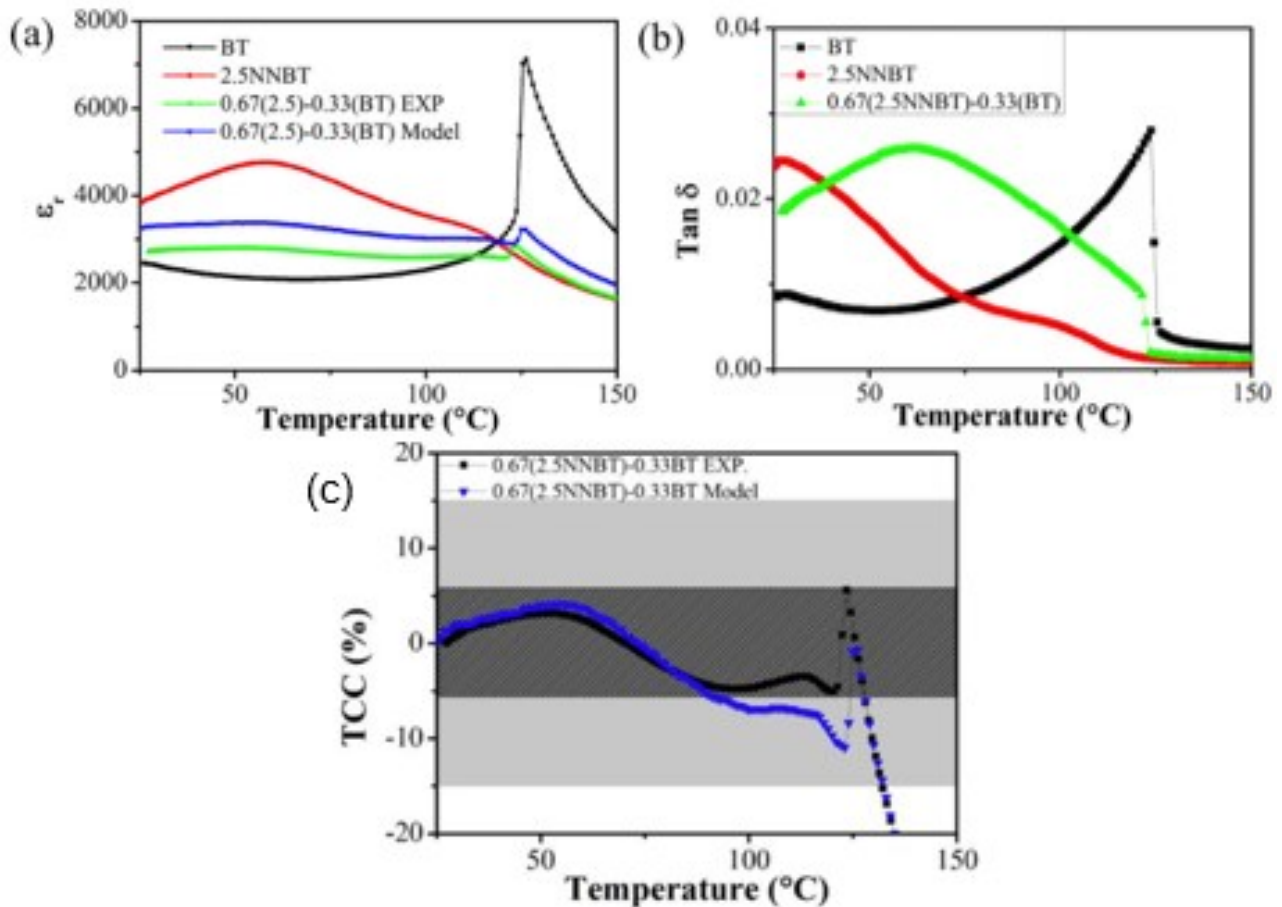 (a)
8000
6000
4000
2000
0
εr
BT
2.5NNBT
0.67(2.5)-0.33(BT) EXP
0.67(2.5)-0.33(BT) Model
50
100
150
Temperature (°C)
(b)
0.04
0.02
0.00
Tan δ
BT
2.5NNBT
0.67(2.5NNBT)-0.33(BT)
50
100
150
Temperature (°C)
(c)
20
10
0
-10
-20
TCC (%)
0.67(2.5NNBT)-0.33BT EXP.
0.67(2.5NNBT)-0.33BT Model
50
100
150
Temperature (°C)